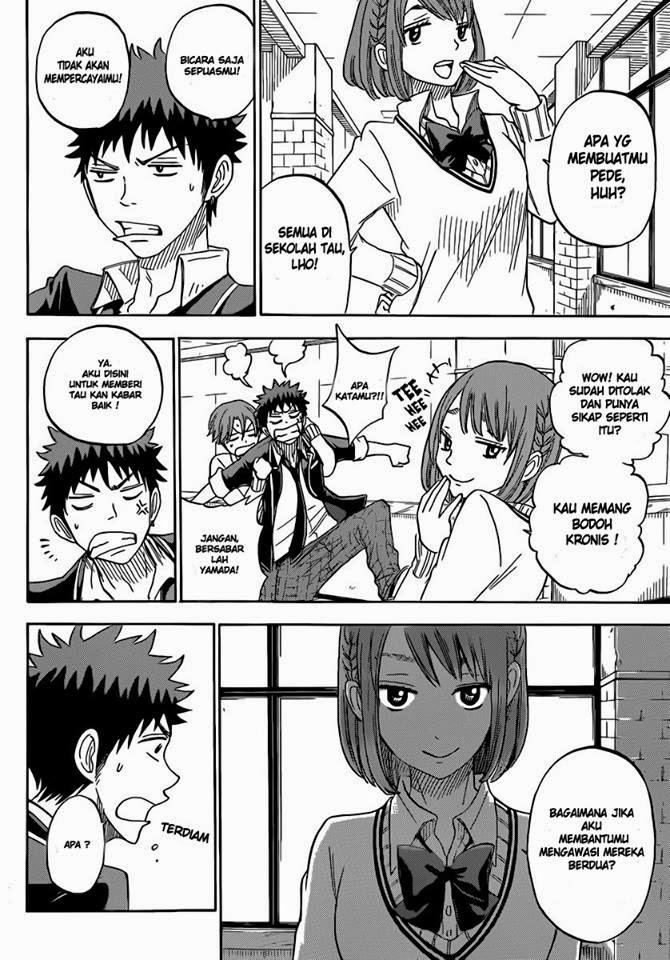 APA YG
MEMBUATMU
PEDE,
HUH?
SEMUA DI
SEKOLAH TAU,
LHO!
BICARA SAJA
SEPUASMU!
AKU
TIDAK AKAN
MEMPERCAYAIMU!
WOW! KAU
SUDAH DITOLAK
DAN PUNYA
SIKAP SEPERTI
ITU?
KAU MEMANG
BODOH
KRONIS !
TEE
HEE
HEE
APA
KATAMU?!!
JANGAN,
BERSABAR
LAH
YAMADA!
YA.
AKU DISINI
UNTUK MEMBERI
TAU KAN KABAR
BAIK !
BAGAIMANA JIKA
AKU
MEMBANTUMU
MENGAWASI MEREKA
BERDUA?
TERDIAM
APA ?